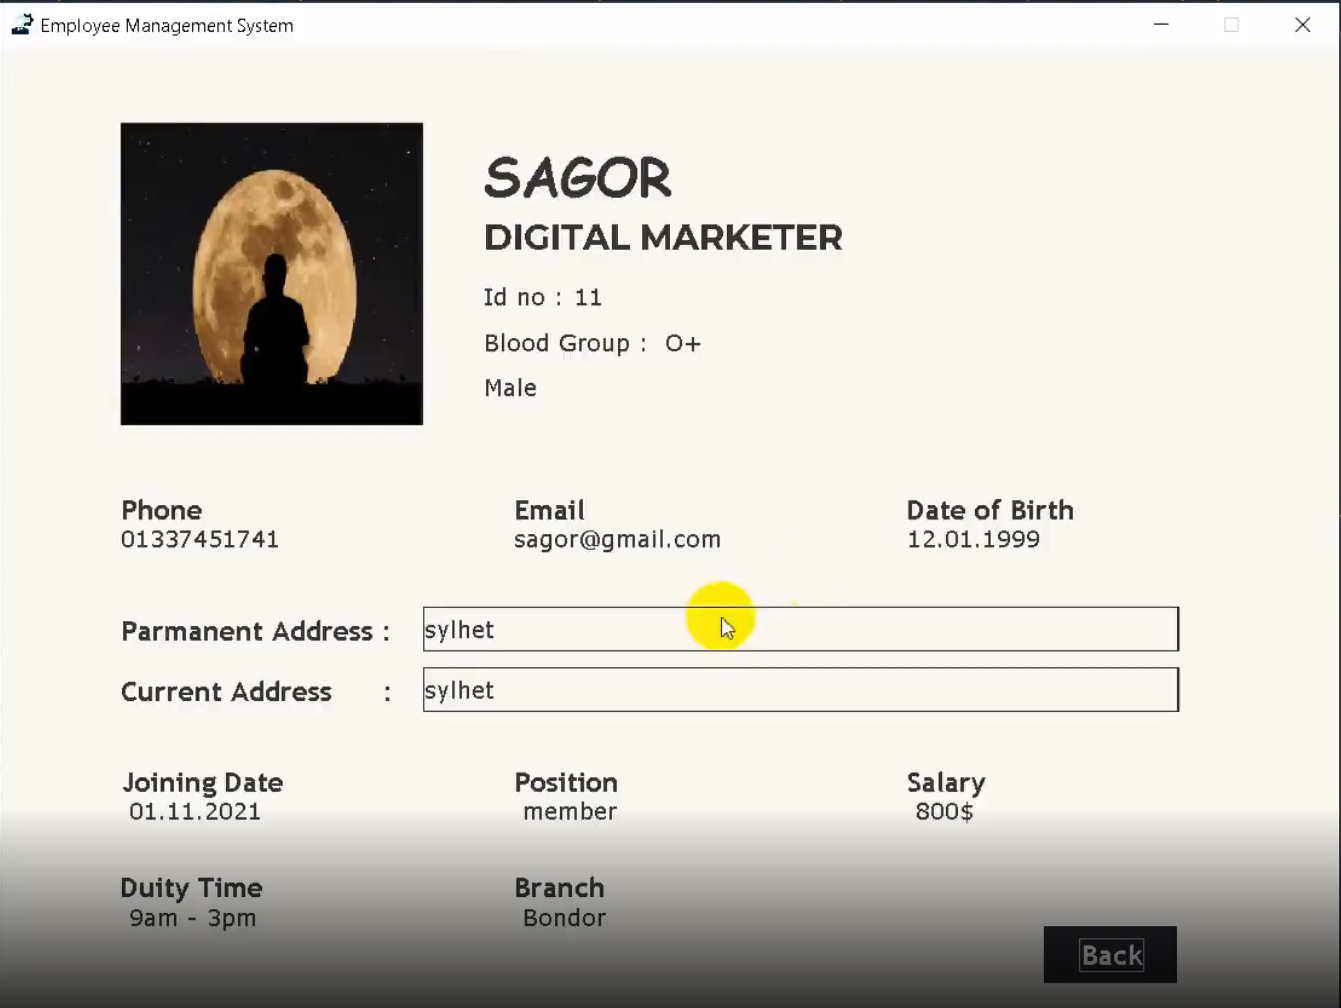 Employee Management System
SAGOR
DIGITAL MARKETER
Id no : 11
Blood Group : O+
Male
Phone Email Date of Birth
01337451741 sagor@gmail.com 12.01.1999
Parmanent Address : sylhet
Current Address : sylhet
Joining Date Position Salary
01.11.2021 member 800$
Duity Time Branch
9am - 3pm Bondor
Back